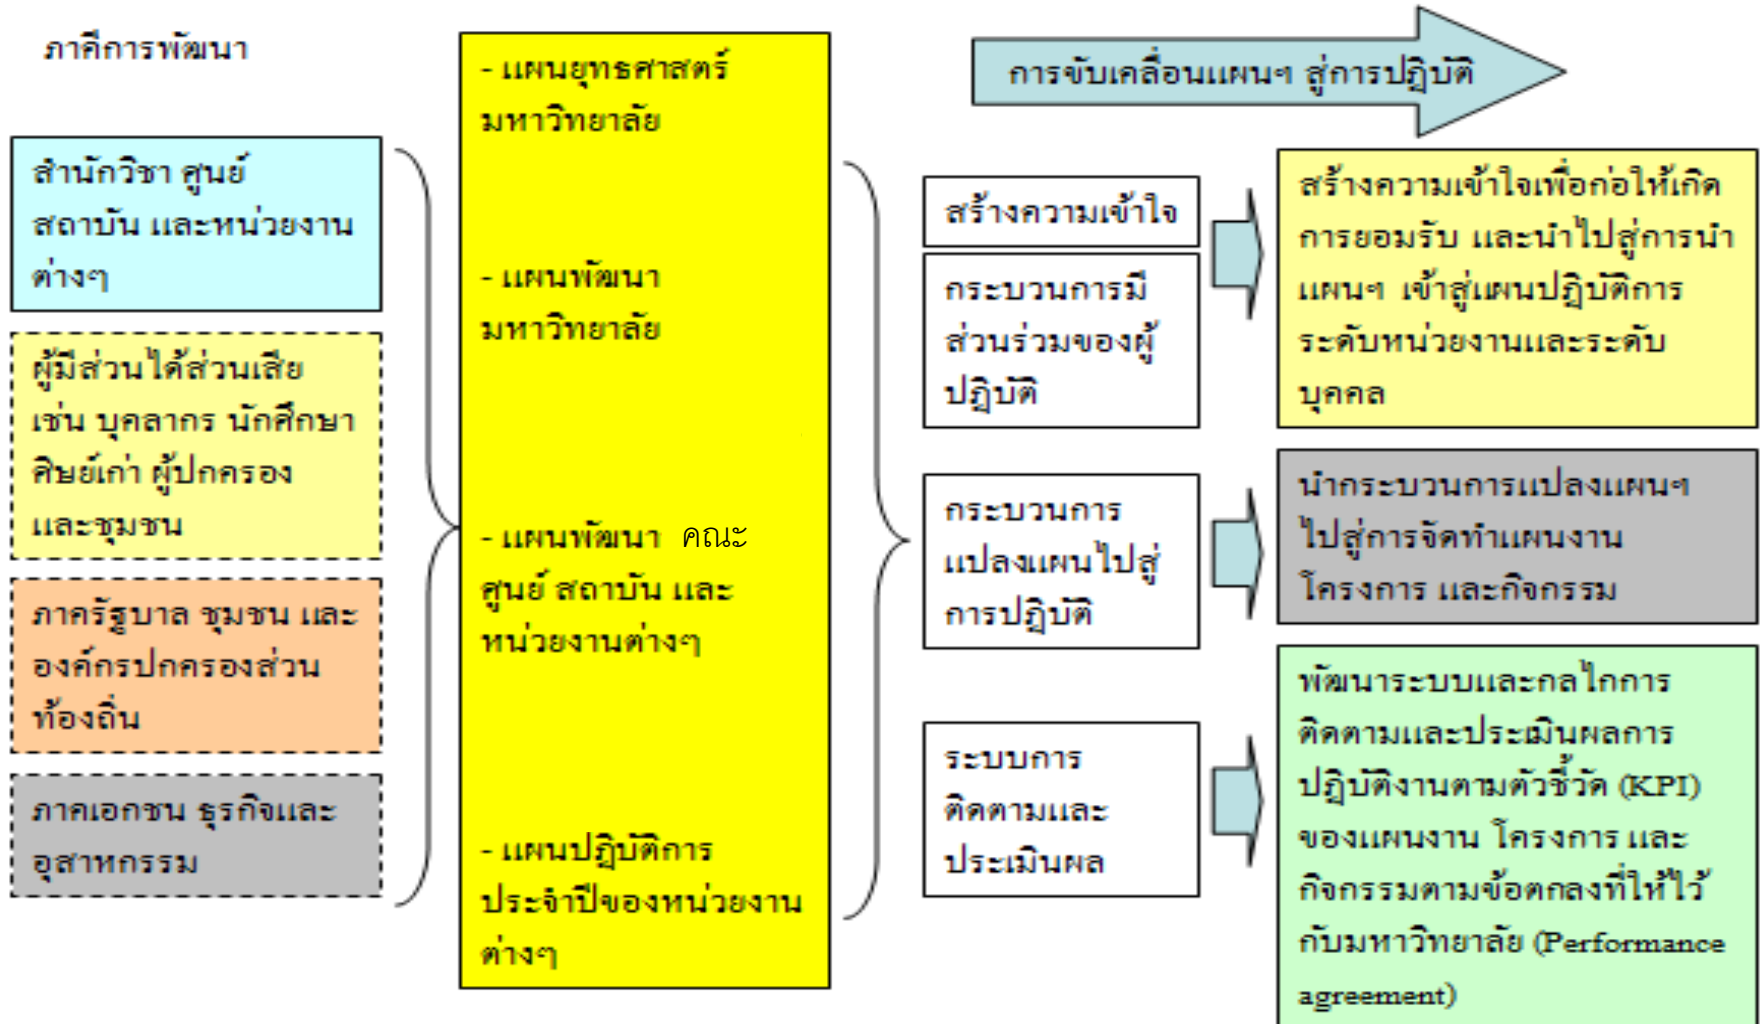 ภาคีการพัฒนา
สำนักวิชา ศูนย์
สถาบัน และหน่วยงาน
ต่างๆ
ผู้มีส่วนได้ส่วนเสีย
เช่น บุคลากร นักศึกษา
ศิษย์เก่า ผู้ปกครอง
และชุมชน
ภาครัฐบาล ชุมชน และ
องค์กรปกครองส่วน
ท้องถิ่น
ภาคเอกชน ธุรกิจและ
อุสาหกรรม
- แผนยุทธศาสตร์
มหาวิทยาลัย
- แผนพัฒนา
มหาวิทยาลัย
- แผนพัฒนา คณะ
ศูนย์ สถาบัน และ
หน่วยงานต่างๆ
- แผนปฏิบัติการ
ประจำปีของหน่วยงาน
ต่างๆ
การขับเคลื่อนแผนฯ สู่การปฏิบัติ
สร้างความเข้าใจ
กระบวนการมี
ส่วนร่วมของผู้
ปฏิบัติ
สร้างความเข้าใจเพื่อก่อให้เกิด
การยอมรับ และนำไปสู่การนำ
แผนฯ เข้าสู่แผนปฏิบัติการ
ระดับหน่วยงานและระดับ
บุคคล
กระบวนการ
แปลงแผนไปสู่
การปฏิบัติ
นำกระบวนการแปลงแผนฯ
ไปสู่การจัดทำแผนงาน
โครงการ และกิจกรรม
ระบบการ
ติดตามและ
ประเมินผล
พัฒนาระบบและกลไกการ
ติดตามและประเมินผลการ
ปฏิบัติงานตามตัวชี้วัด (KPI)
ของแผนงาน โครงการ และ
กิจกรรมตามข้อตกลงที่ให้ไว้
กับมหาวิทยาลัย (Performance
agreement)